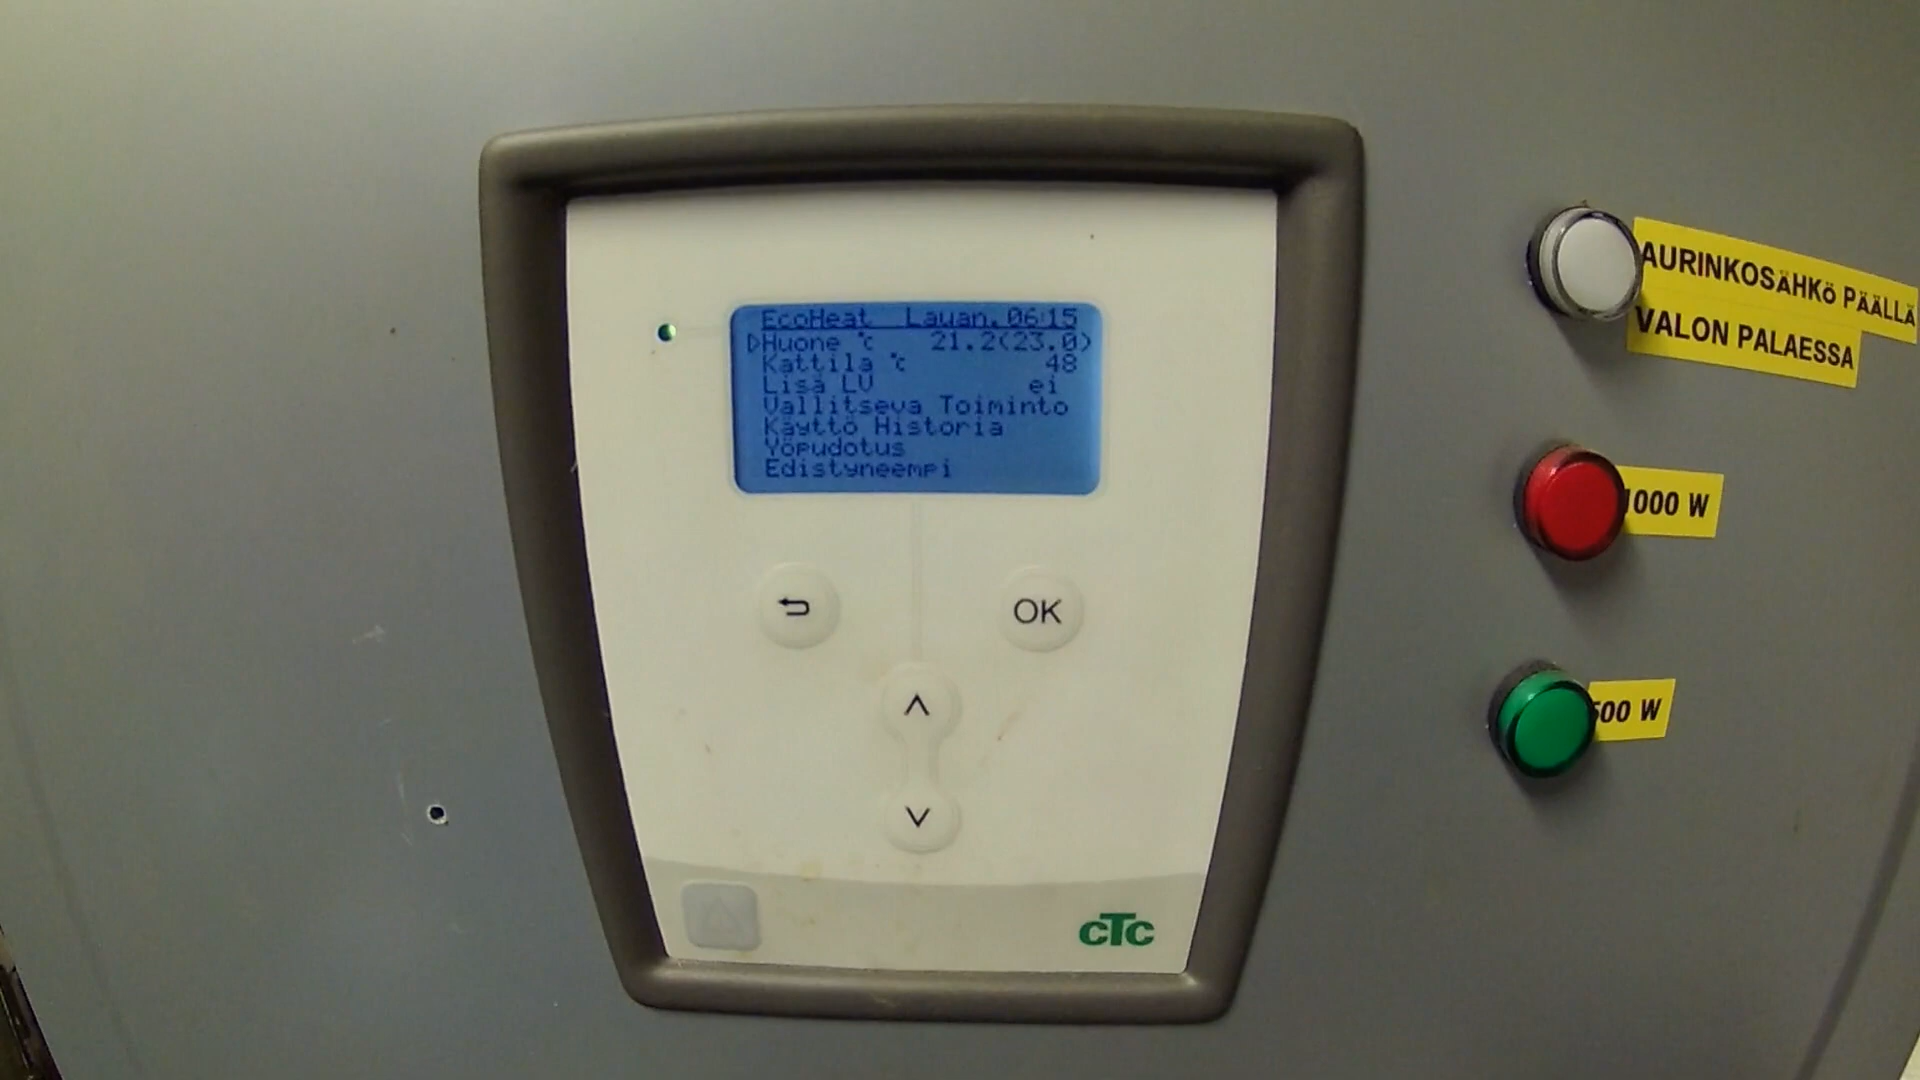 EcoHeat Lauan. 06:15
Huone °c 21.2(23.0)
Kattila °c 48
Lisä LV ei
Vallitseva Toiminto
Käyttö Historia
Yöpudotus
Edistyneempi
OK
cTc
AURINKOSÄHKÖ PÄÄLLÄ
VALON PALAESSA
1000 W
500 W